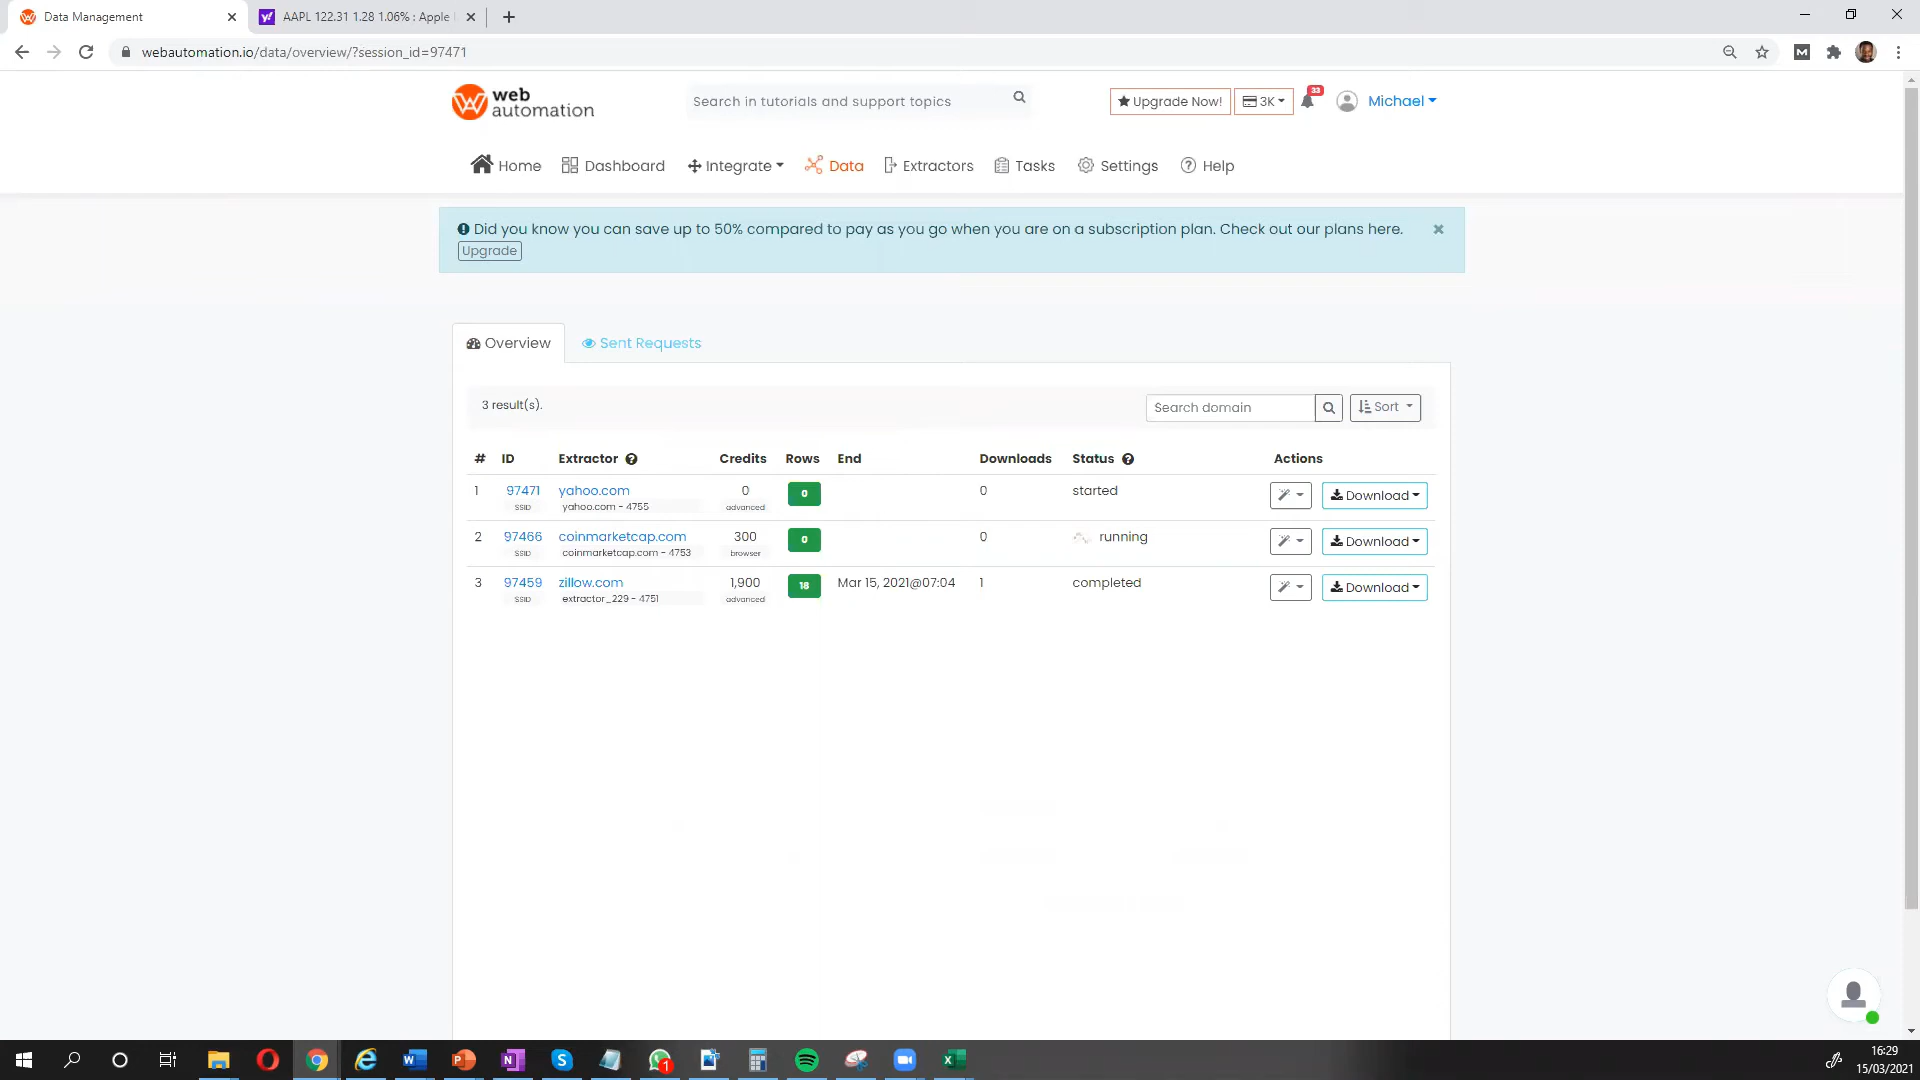 Data Management
AAPL 122.31 1.28 1.06% : Apple
webautomation.io/data/overview/?session_id=97471
web
automation
Search in tutorials and support topics
Upgrade Now!
3K
33
Michael
Home
Dashboard
Integrate
Data
Extractors
Tasks
Settings
Help
Did you know you can save up to 50% compared to pay as you go when you are on a subscription plan. Check out our plans here.
Upgrade
Overview
Sent Requests
3 result(s).
Search domain
Sort
# ID Extractor Credits Rows End Downloads Status Actions
1 97471 yahoo.com 0 0 0 started Download
SSID yahoo.com - 4755 advanced
2 97466 coinmarketcap.com 300 0 0 running Download
SSID coinmarketcap.com - 4753 browser
3 97459 zillow.com 1,900 18 Mar 15, 2021@07:04 1 completed Download
SSID extractor_229 - 4751 advanced
1
16:29
15/03/2021